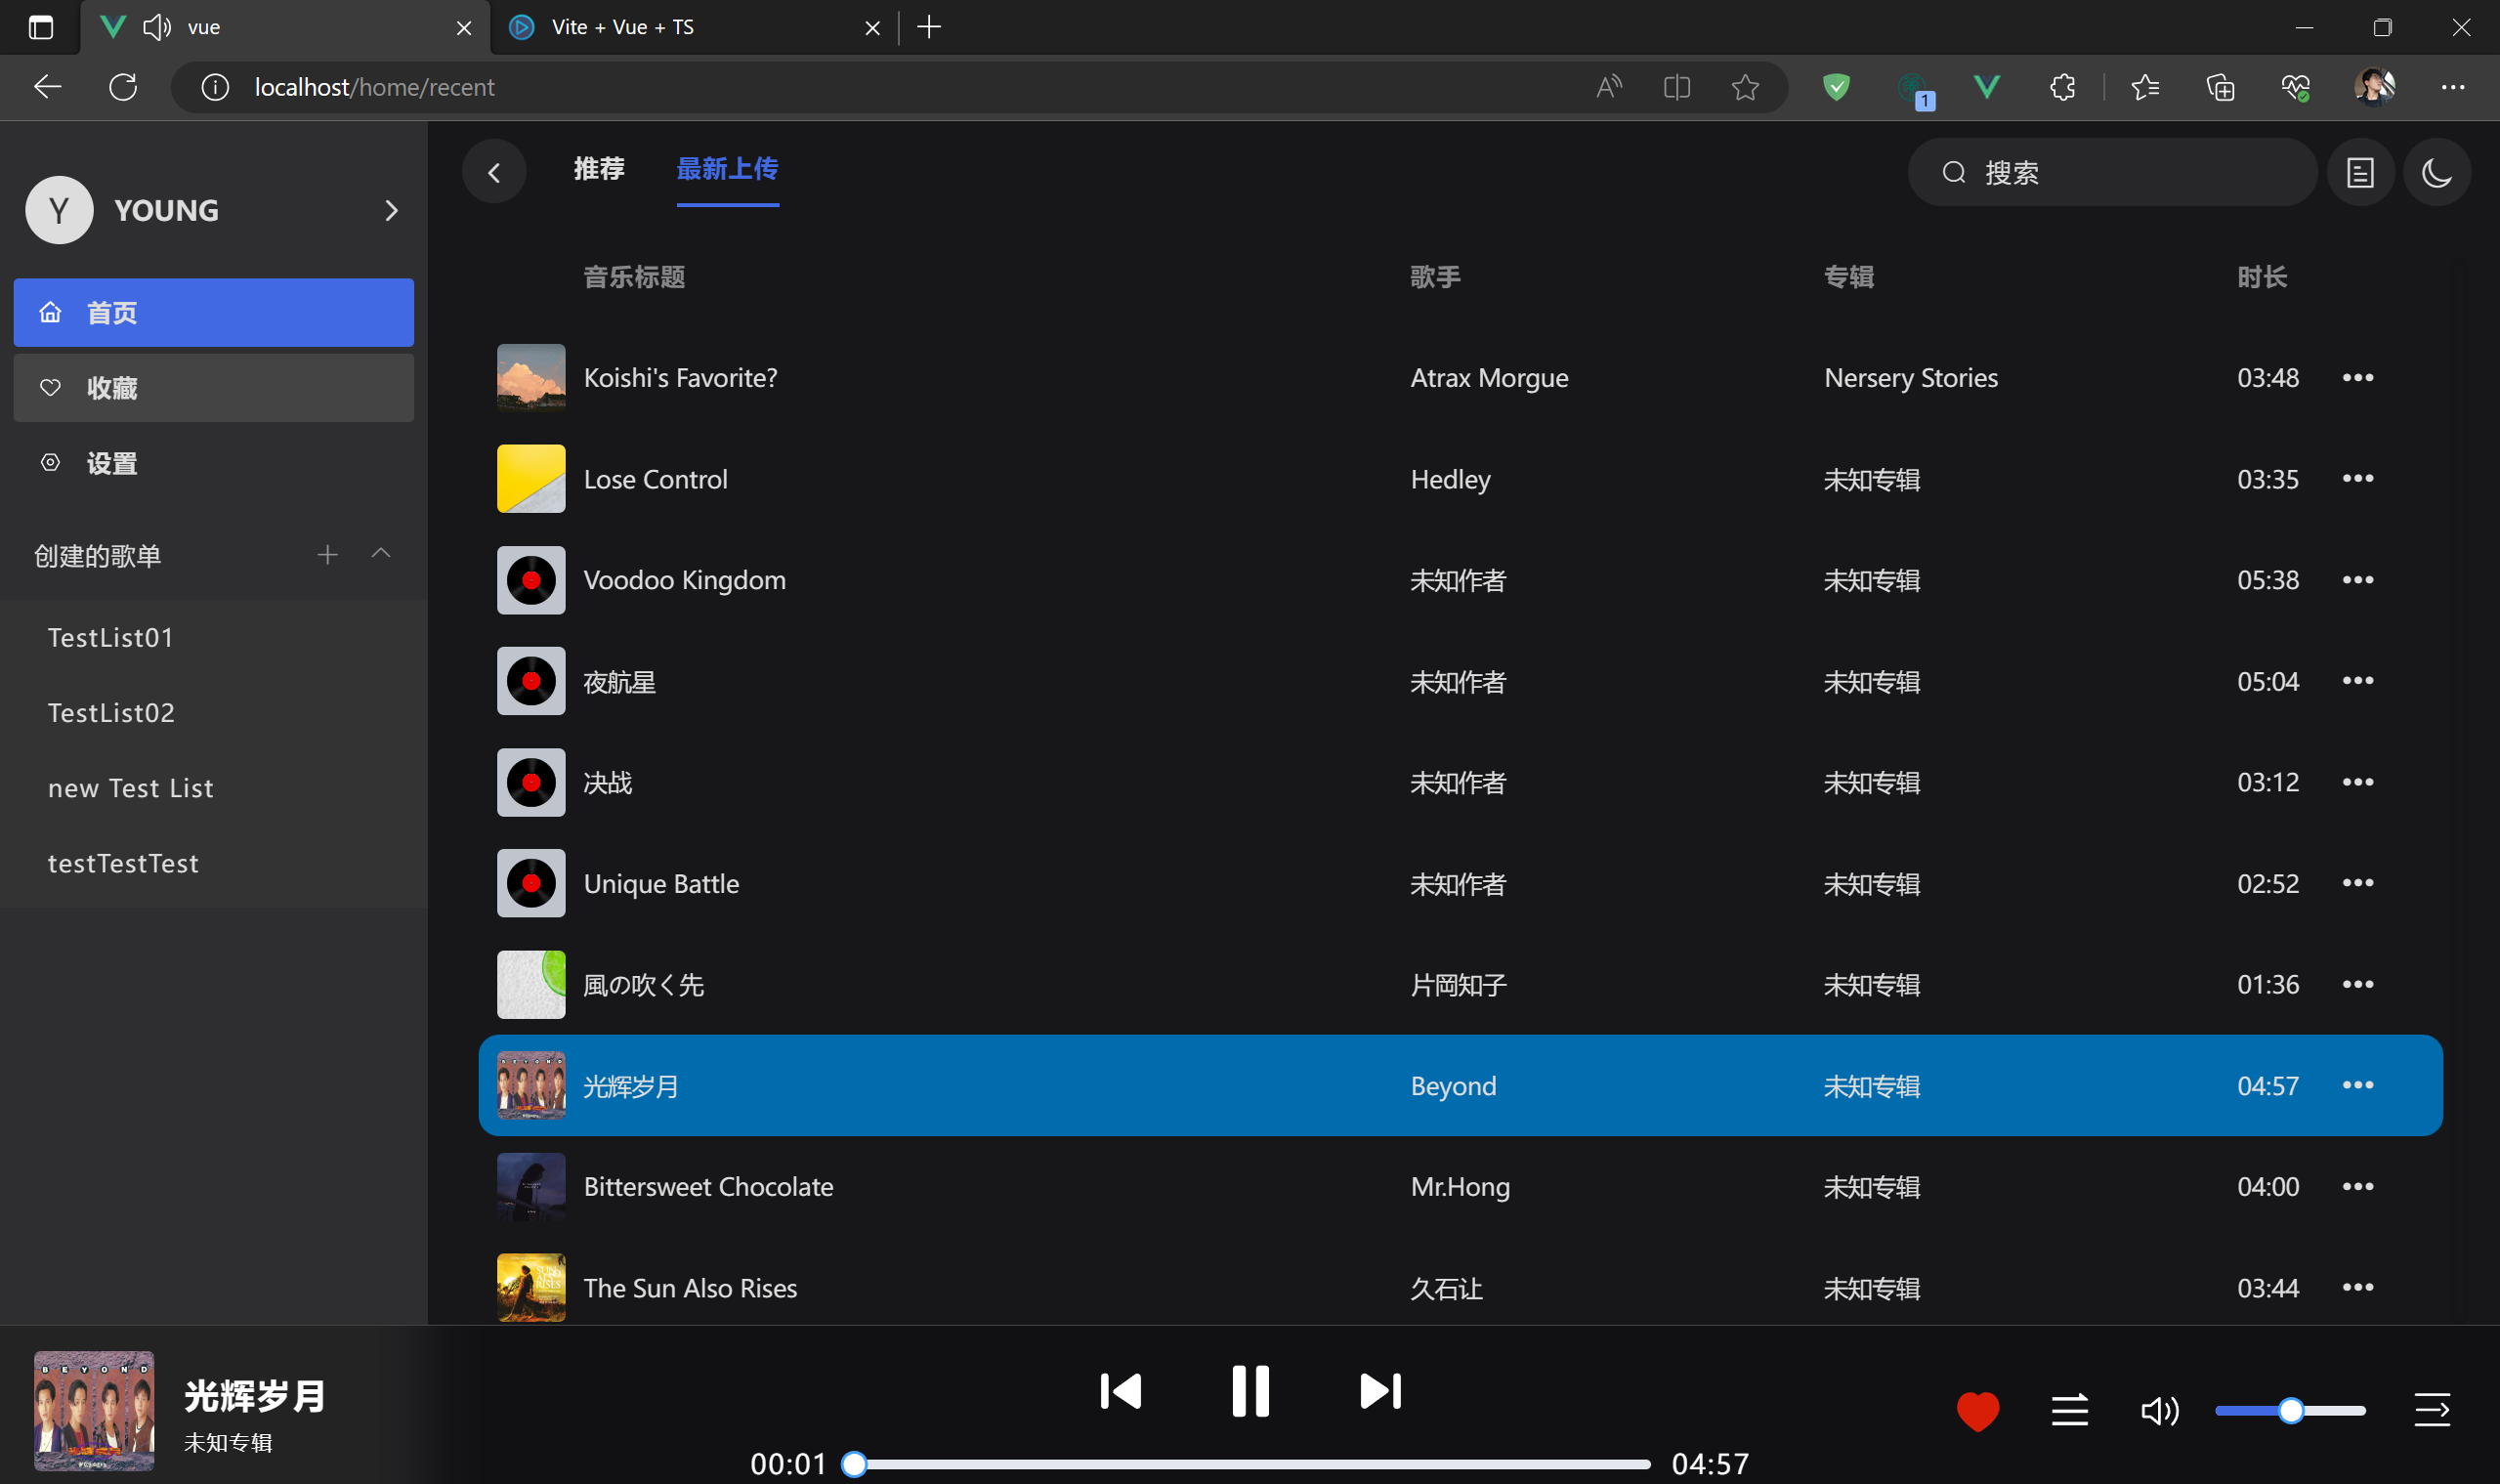 vue
Vite + Vue + TS
localhost/home/recent
1
Y YOUNG
首页
收藏
设置
创建的歌单
TestList01
TestList02
new Test List
testTestTest
推荐 最新上传 搜索
音乐标题 歌手 专辑 时长
Koishi's Favorite? Atrax Morgue Nersery Stories 03:48
Lose Control Hedley 未知专辑 03:35
Voodoo Kingdom 未知作者 未知专辑 05:38
夜航星 未知作者 未知专辑 05:04
决战 未知作者 未知专辑 03:12
Unique Battle 未知作者 未知专辑 02:52
風の吹く先 片岡知子 未知专辑 01:36
光辉岁月 Beyond 未知专辑 04:57
Bittersweet Chocolate Mr.Hong 未知专辑 04:00
The Sun Also Rises 久石让 未知专辑 03:44
BEYOND
光辉岁月
未知专辑
00:01 04:57